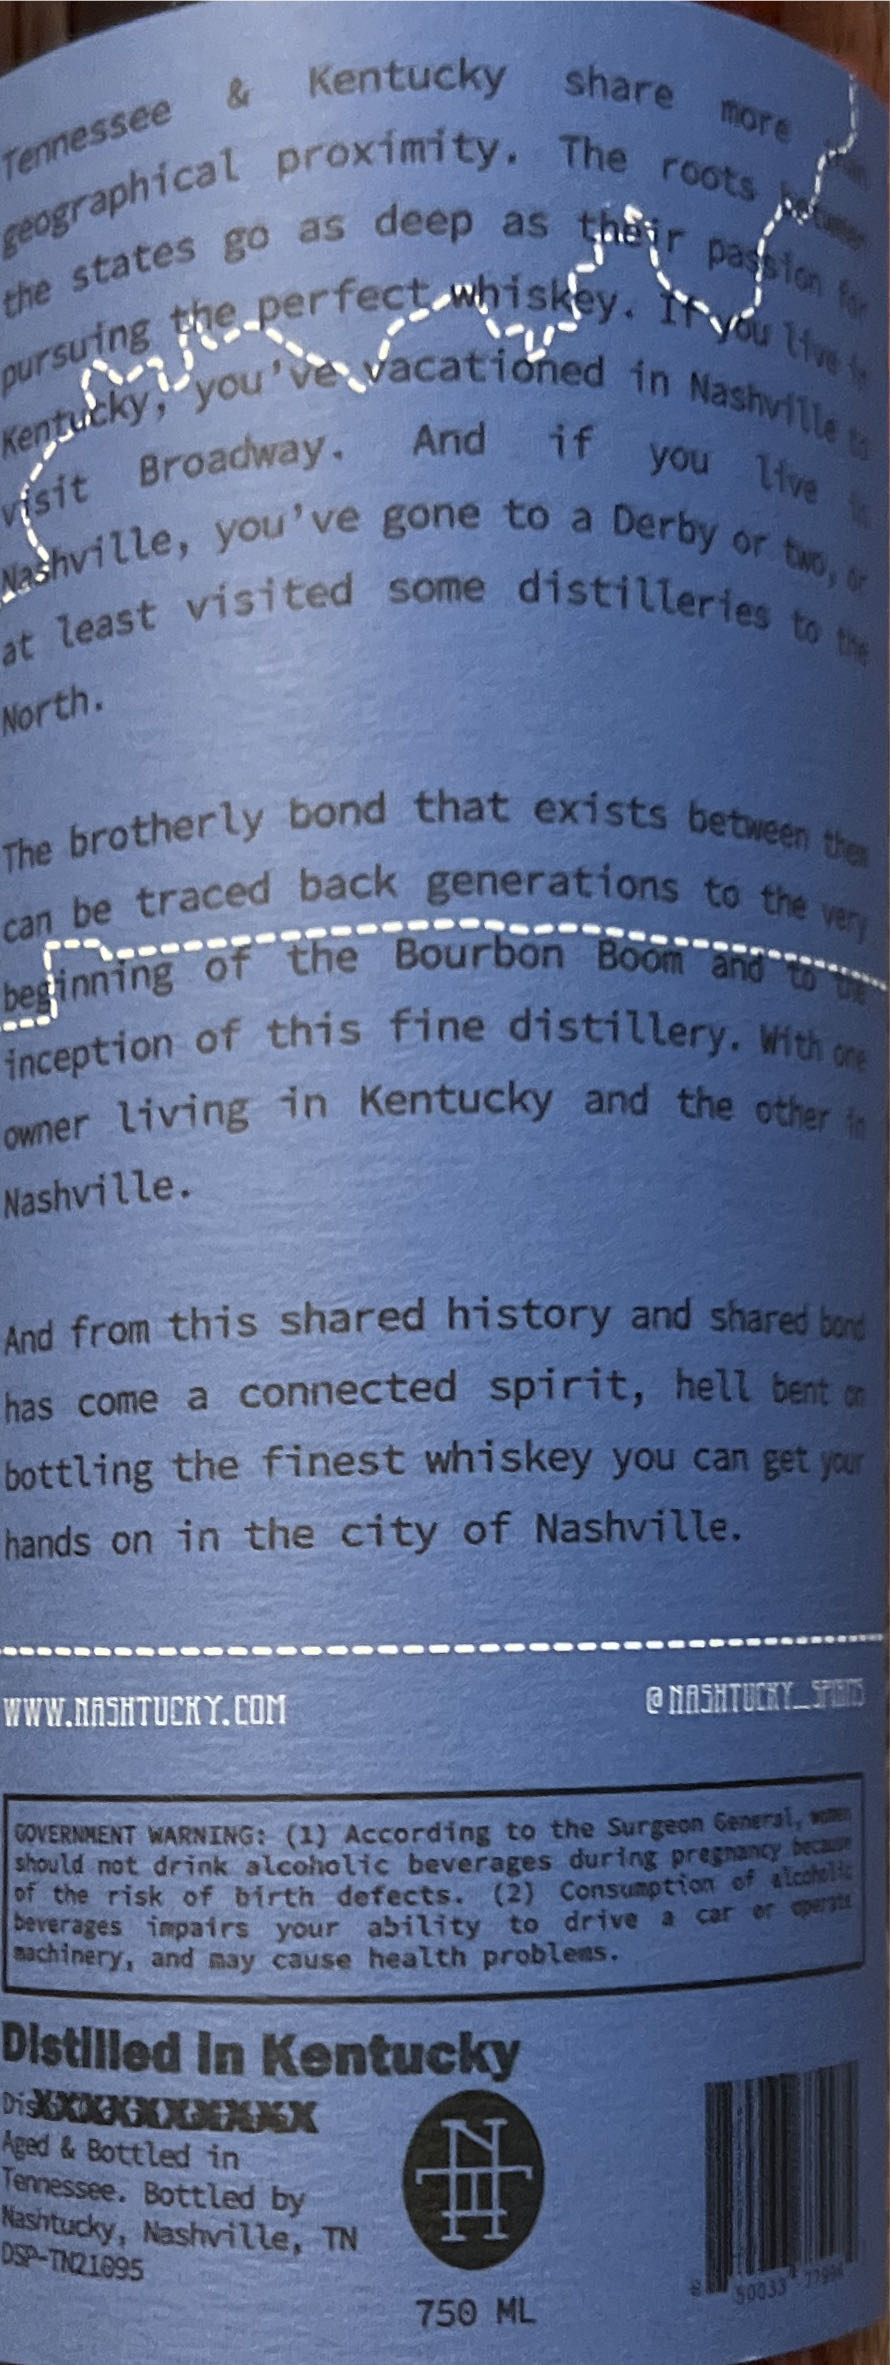 Tennessee & Kentucky share more than
geographical proximity. The roots between
the states go as deep as their passion for
pursuing the perfect whiskey. If you live in
Kentucky, you've vacationed in Nashville to
visit Broadway. And if you live in
Nashville, you've gone to a Derby or two, or
at least visited some distilleries to the
North.
The brotherly bond that exists between them
can be traced back generations to the very
beginning of the Bourbon Boom and to the
inception of this fine distillery. With one
owner living in Kentucky and the other in
Nashville.
And from this shared history and shared bond
has come a connected spirit, hell bent on
bottling the finest whiskey you can get your
hands on in the city of Nashville.
WWW.NASHTUCKY.COM
@NASHTUCKY_SPIRITS
GOVERNMENT WARNING: (1) According to the Surgeon General, women
should not drink alcoholic beverages during pregnancy because
of the risk of birth defects. (2) Consumption of alcoholic
beverages impairs your ability to drive a car or operate
machinery, and may cause health problems.
Distilled in Kentucky
Aged & Bottled in
Tennessee. Bottled by
Nashtucky, Nashville, TN
DSP-TN21095
750 ML
8 50033